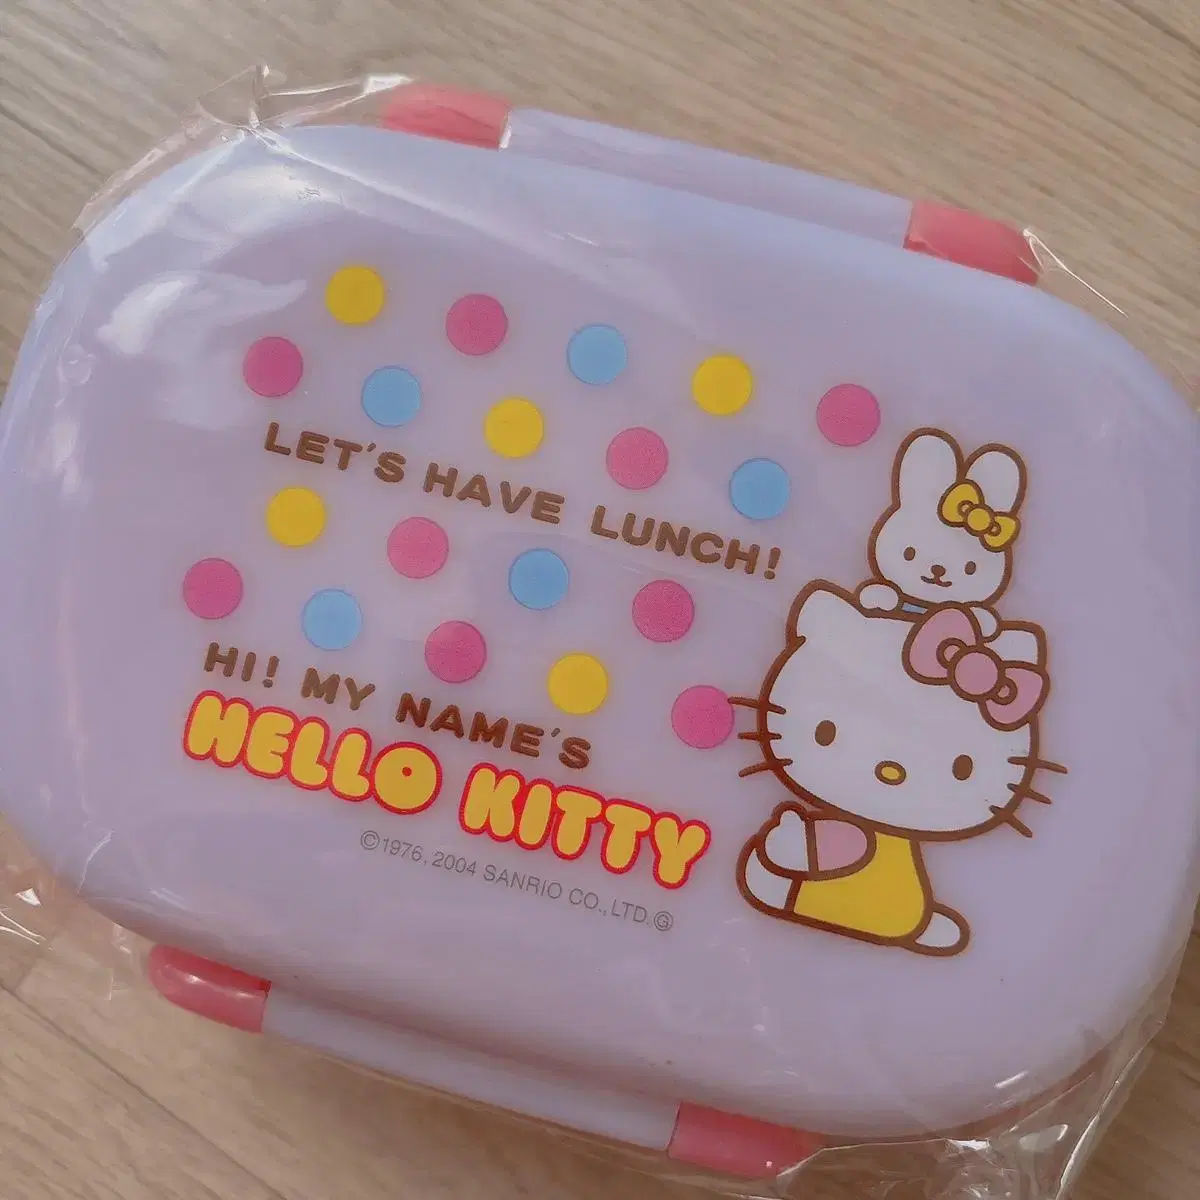 LET'S HAVE LUNCH!
HI! MY NAME'S
HELLO KITTY
©1976, 2004 SANRIO CO., LTD. Ⓖ